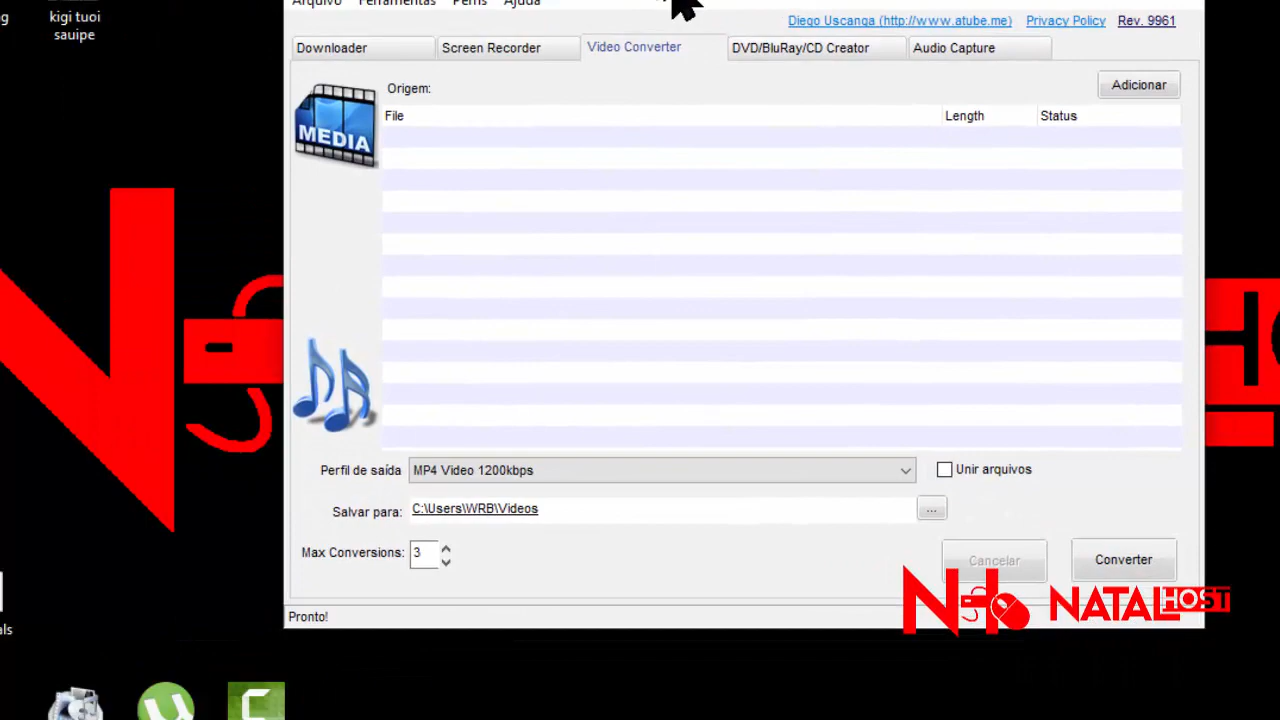 kigi tuoi
sauipe
Arquivo Ferramentas Perfis Ajuda
Diego Uscanga (http://www.atube.me) Privacy Policy Rev. 9961
Downloader Screen Recorder Video Converter DVD/BluRay/CD Creator Audio Capture
MEDIA
Origem:
Adicionar
File Length Status
Perfil de saída MP4 Video 1200kbps Unir arquivos
Salvar para: C:\Users\WRB\Videos ...
Max Conversions: 3
Cancelar Converter
NATALHOST
Pronto!